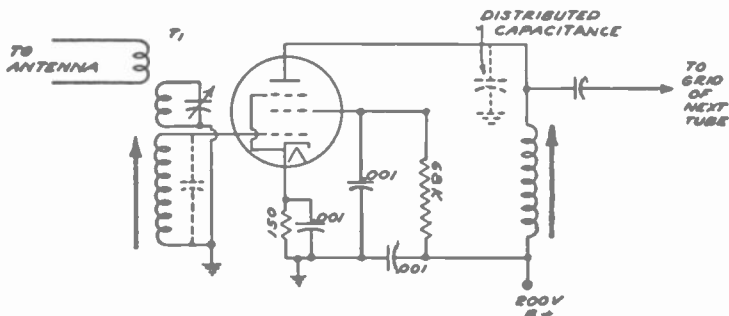 DISTRIBUTED
CAPACITANCE
T1
TO
ANTENNA
TO
GRID
OF
NEXT
TUBE
.001
68K
150
.001
.001
200V
B+